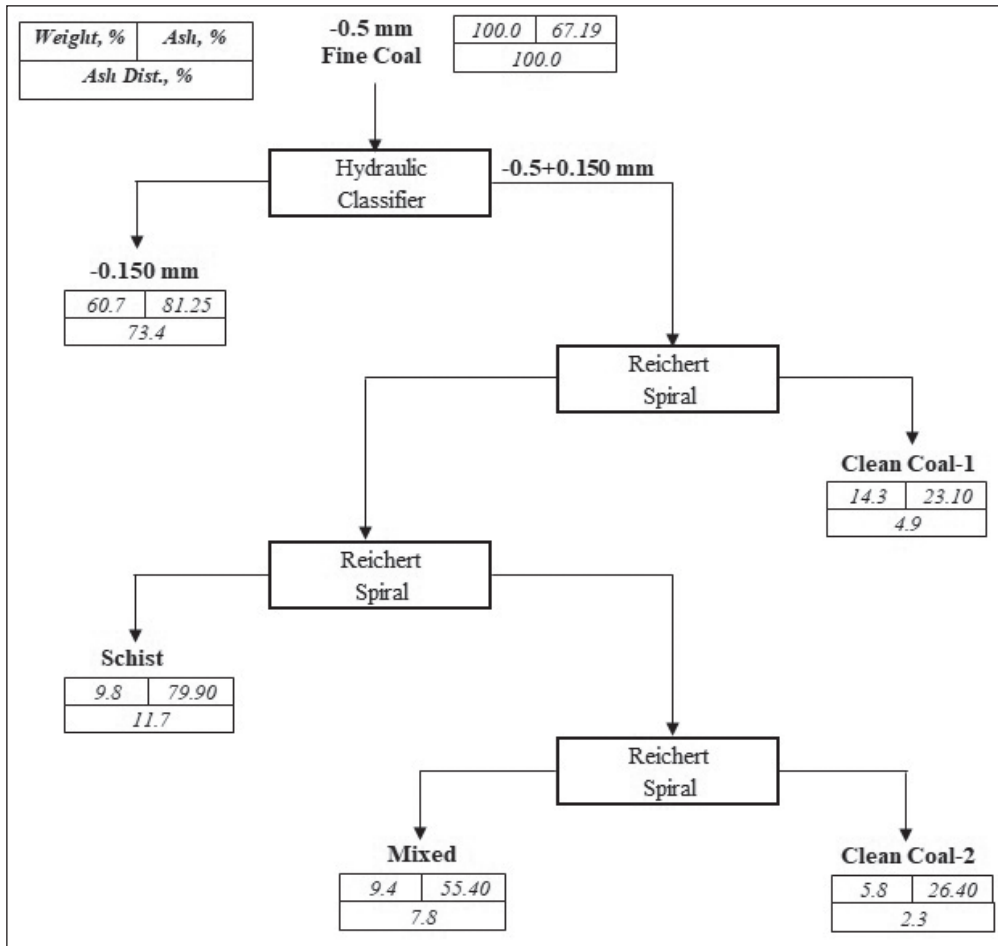 Weight, % Ash, %
Ash Dist., %
-0.5 mm
Fine Coal
100.0 67.19
100.0
Hydraulic
Classifier
-0.5+0.150 mm
-0.150 mm
60.7 81.25
73.4
Reichert
Spiral
Clean Coal-1
14.3 23.10
4.9
Reichert
Spiral
Schist
9.8 79.90
11.7
Reichert
Spiral
Mixed
9.4 55.40
7.8
Clean Coal-2
5.8 26.40
2.3